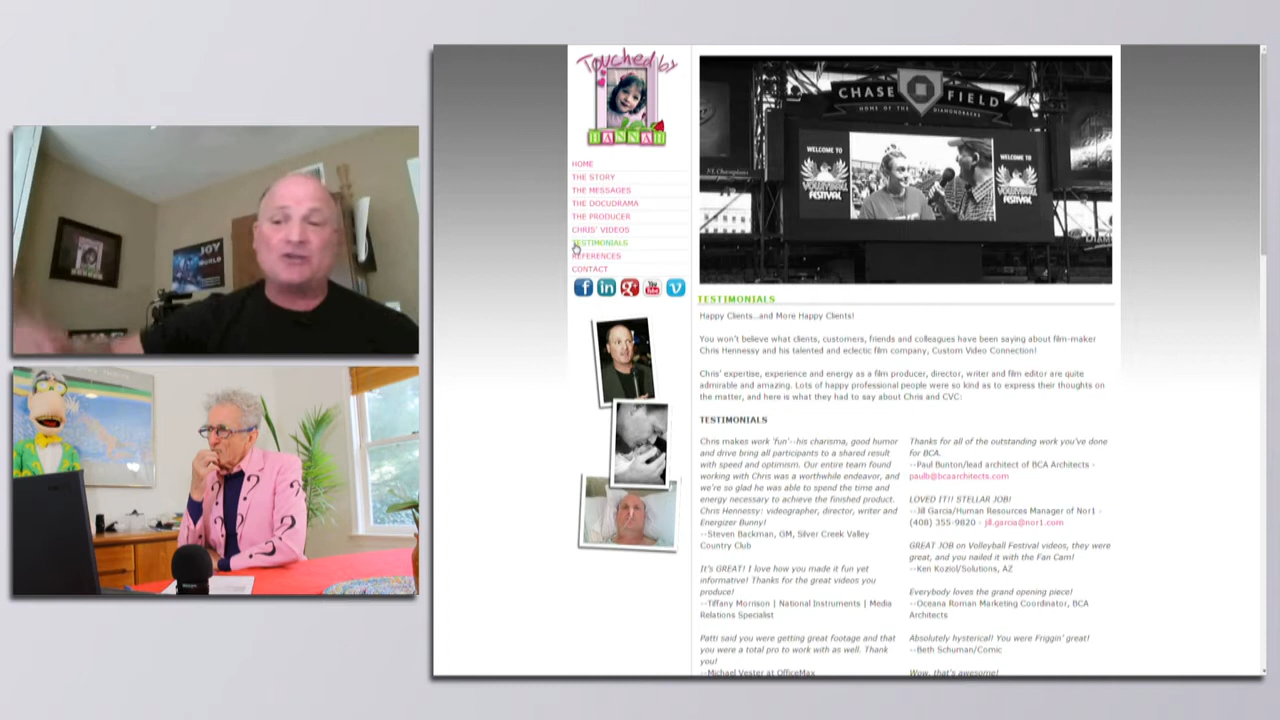 JOY
WORLD
Touched by
HANNAH
HOME
THE STORY
THE MESSAGES
THE DOCUDRAMA
THE PRODUCER
CHRIS' VIDEOS
TESTIMONIALS
REFERENCES
CONTACT
CHASE FIELD
HOME OF THE DIAMONDBACKS
WELCOME TO
VOLLEYBALL
FESTIVAL
WELCOME TO
VOLLEYBALL
FESTIVAL
TESTIMONIALS
Happy Clients...and More Happy Clients!
You won't believe what clients, customers, friends and colleagues have been saying about film-maker
Chris Hennessy and his talented and eclectic film company, Custom Video Connection!
Chris' expertise, experience and energy as a film producer, director, writer and film editor are quite
admirable and amazing. Lots of happy professional people were so kind as to express their thoughts on
the matter, and here is what they had to say about Chris and CVC:
TESTIMONIALS
Chris makes work 'fun'--his charisma, good humor
and drive bring all participants to a shared result
with speed and optimism. Our entire team found
working with Chris was a worthwhile endeavor, and
we're so glad he was able to spend the time and
energy necessary to achieve the finished product.
Chris Hennessy: videographer, director, writer and
Energizer Bunny!
--Steven Backman, GM, Silver Creek Valley
Country Club
It's GREAT! I love how you made it fun yet
informative! Thanks for the great videos you
produce!
--Tiffany Morrison | National Instruments | Media
Relations Specialist
Patti said you were getting great footage and that
you were a total pro to work with as well. Thank
you!
--Michael Vester at OfficeMax
Thanks for all of the outstanding work you've done
for BCA.
--Paul Bunton/lead architect of BCA Architects -
paulb@bcaarchitects.com
LOVED IT!! STELLAR JOB!
--Jill Garcia/Human Resources Manager of Nor1 -
(408) 355-9820 - jill.garcia@nor1.com
GREAT JOB on Volleyball Festival videos, they were
great, and you nailed it with the Fan Cam!
--Ken Koziol/Solutions, AZ
Everybody loves the grand opening piece!
--Oceana Roman Marketing Coordinator, BCA
Architects
Absolutely hysterical! You were Friggin' great!
--Beth Schuman/Comic
Wow, that's awesome!